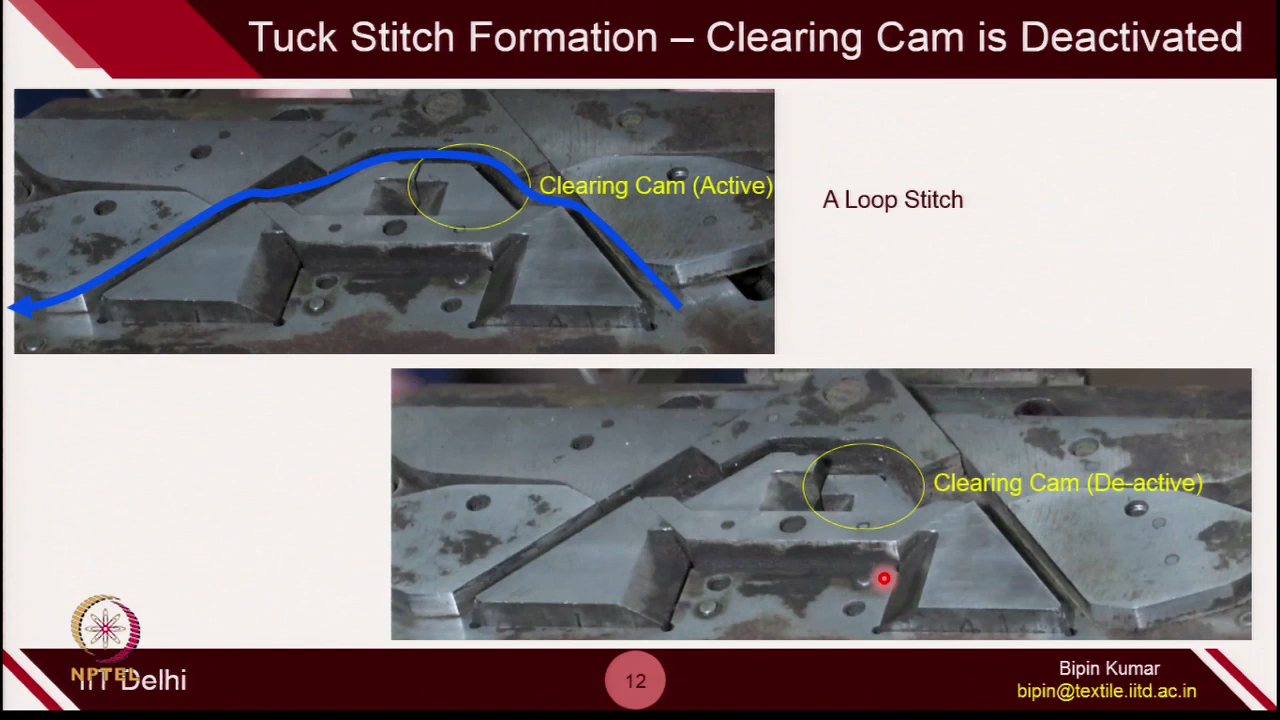 Tuck Stitch Formation – Clearing Cam is Deactivated
Clearing Cam (Active)
A Loop Stitch
Clearing Cam (De-active)
NPTEL
IIT Delhi
12
Bipin Kumar
bipin@textile.iitd.ac.in